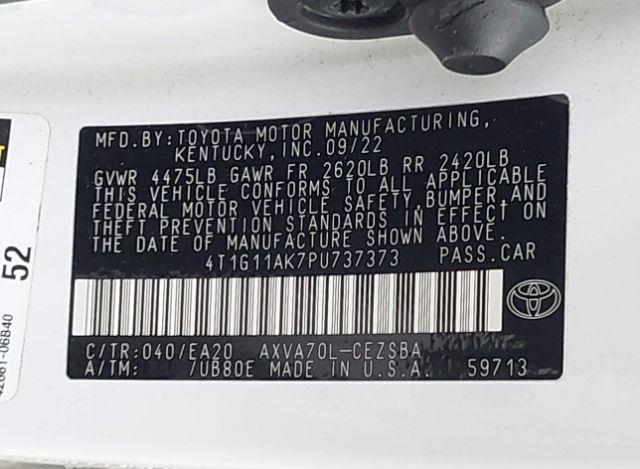 MFD. BY: TOYOTA MOTOR MANUFACTURING,
KENTUCKY, INC. 09/22
GVWR 4475LB GAWR FR 2620LB RR 2420LB
THIS VEHICLE CONFORMS TO ALL APPLICABLE
FEDERAL MOTOR VEHICLE SAFETY, BUMPER, AND
THEFT PREVENTION STANDARDS IN EFFECT ON
THE DATE OF MANUFACTURE SHOWN ABOVE.
4T1G11AK7PU737373 PASS.CAR
C/TR: 040/EA20 AXVA70L-CEZSBA
A/TM: /UB80E MADE IN U.S.A. 59713
52